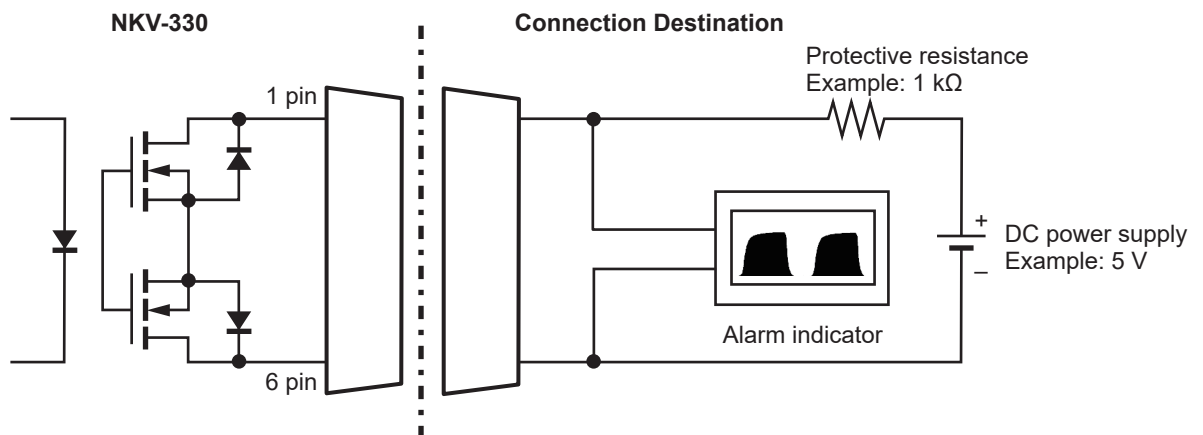 NKV-330
Connection Destination
Protective resistance
Example: 1 kΩ
1 pin
+
DC power supply
Example: 5 V
–
Alarm indicator
6 pin